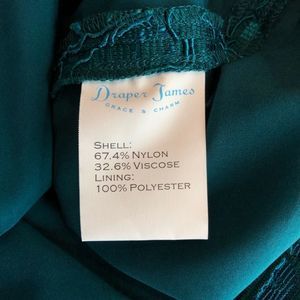 Draper James
GRACE & CHARM
SHELL:
67.4% NYLON
32.6% VISCOSE
LINING:
100% POLYESTER